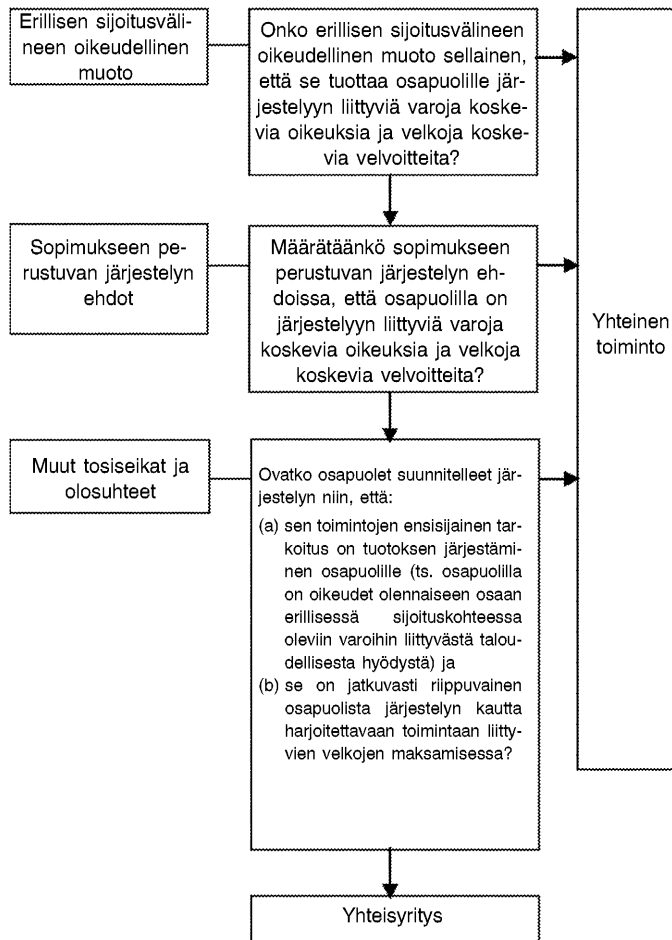 Erillisen sijoitusväli-
neen oikeudellinen
muoto
Onko erillisen sijoitusvälineen
oikeudellinen muoto sellainen,
että se tuottaa osapuolille jär-
jestelyyn liittyviä varoja koske-
via oikeuksia ja velkoja koske-
via velvoitteita?
Sopimukseen pe-
rustuvan järjestelyn
ehdot
Määrätäänkö sopimukseen
perustuvan järjestelyn eh-
doissa, että osapuolilla on
järjestelyyn liittyviä varoja
koskevia oikeuksia ja velkoja
koskevia velvoitteita?
Yhteinen
toiminto
Muut tosiseikat ja
olosuhteet
Ovatko osapuolet suunnitelleet jär-
jestelyn niin, että:
(a) sen toimintojen ensisijainen tar-
koitus on tuotoksen järjestämi-
nen osapuolille (ts. osapuolilla
on oikeudet olennaiseen osaan
erillisessä sijoituskohteessa
oleviin varoihin liittyvästä talou-
dellisesta hyödystä) ja
(b) se on jatkuvasti riippuvainen
osapuolista järjestelyn kautta
harjoitettavaan toimintaan liitty-
vien velkojen maksamisessa?
Yhteisyritys